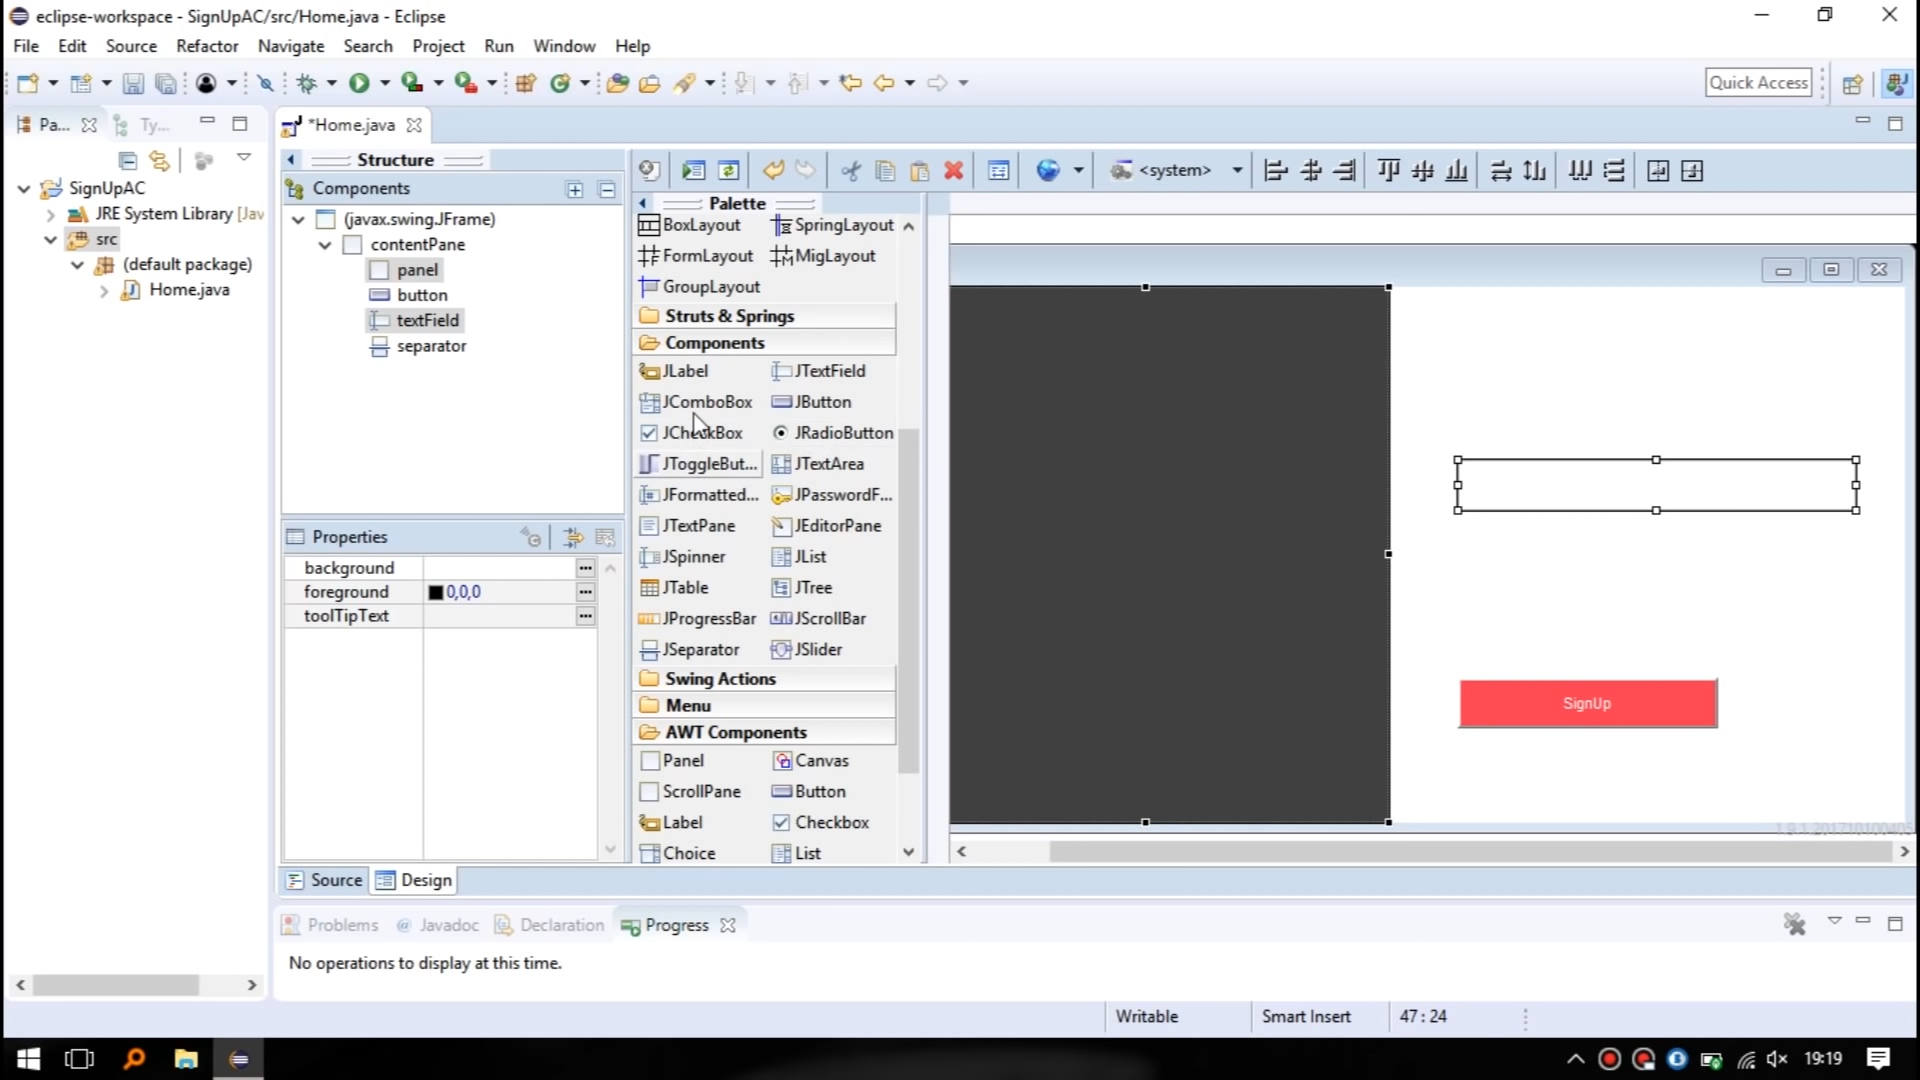 eclipse-workspace - SignUpAC/src/Home.java - Eclipse
File Edit Source Refactor Navigate Search Project Run Window Help
Quick Access
Pa... Ty...
*Home.java
SignUpAC
JRE System Library [Jav
src
(default package)
Home.java
Structure
Components
(javax.swing.JFrame)
contentPane
panel
button
textField
separator
Properties
background
foreground 0,0,0
toolTipText
<system>
Palette
BoxLayout SpringLayout
FormLayout MigLayout
GroupLayout
Struts & Springs
Components
JLabel JTextField
JComboBox JButton
JCheckBox JRadioButton
JToggleBut... JTextArea
JFormatted... JPasswordF...
JTextPane JEditorPane
JSpinner JList
JTable JTree
JProgressBar JScrollBar
JSeparator JSlider
Swing Actions
Menu
AWT Components
Panel Canvas
ScrollPane Button
Label Checkbox
Choice List
SignUp
1.9.1.201710100405
Source Design
Problems Javadoc Declaration Progress
No operations to display at this time.
Writable Smart Insert 47 : 24
19:19